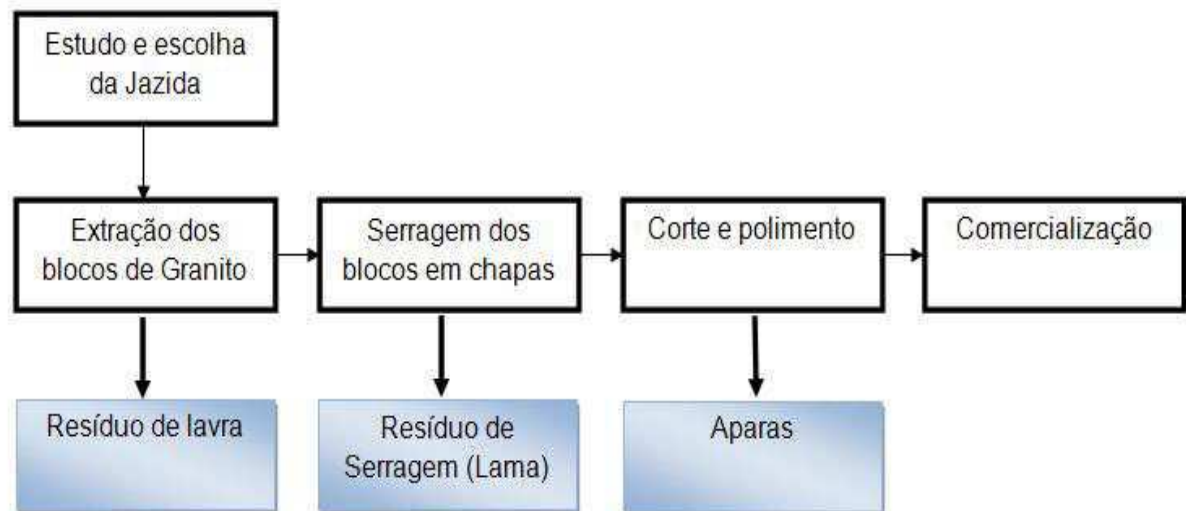 Estudo e escolha
da Jazida
Extração dos
blocos de Granito
Serragem dos
blocos em chapas
Corte e polimento
Comercialização
Resíduo de lavra
Resíduo de
Serragem (Lama)
Aparas